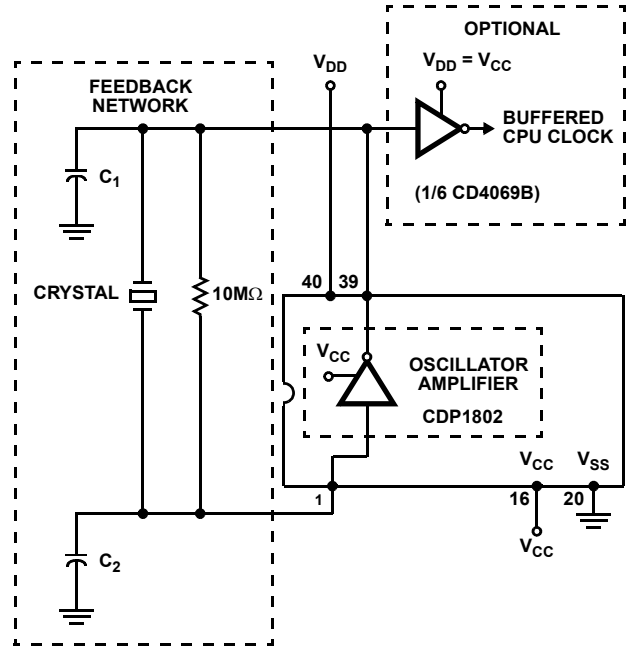 OPTIONAL
V_DD = V_CC
BUFFERED
CPU CLOCK
(1/6 CD4069B)
V_DD
FEEDBACK
NETWORK
C_1
CRYSTAL
10MΩ
40
39
V_CC
OSCILLATOR
AMPLIFIER
CDP1802
V_CC
V_SS
1
16
20
V_CC
C_2